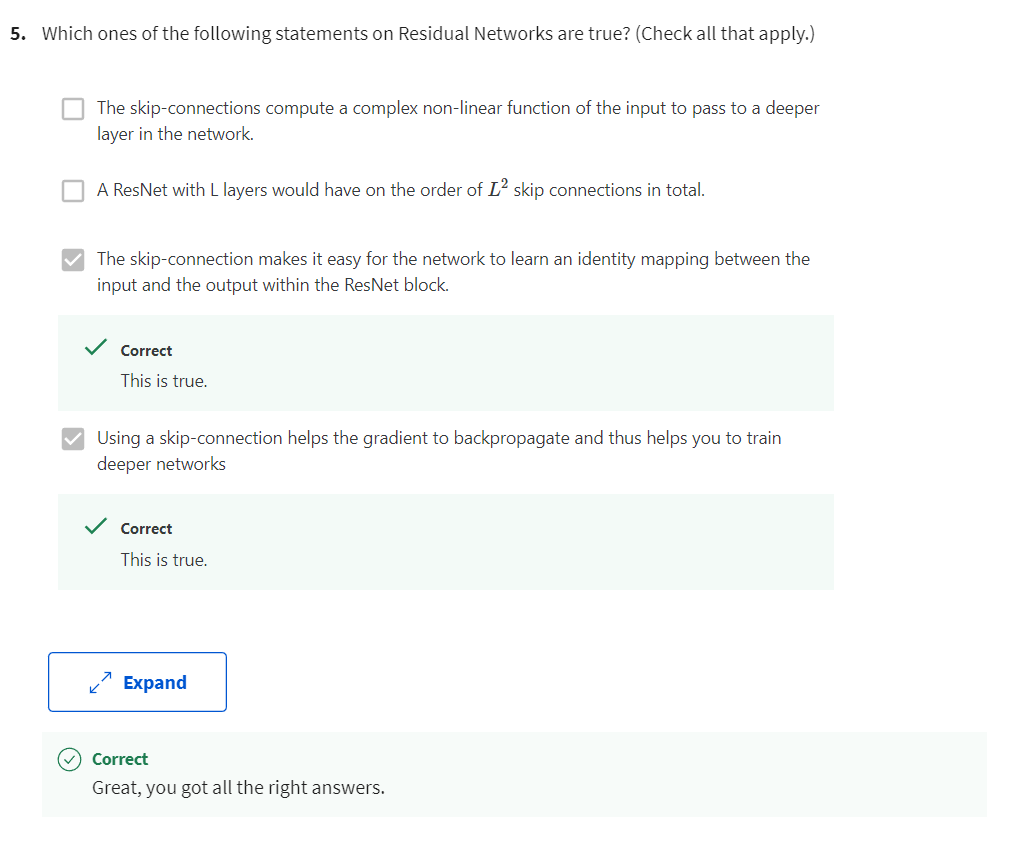 5. Which ones of the following statements on Residual Networks are true? (Check all that apply.)
The skip-connections compute a complex non-linear function of the input to pass to a deeper
layer in the network.
A ResNet with L layers would have on the order of L² skip connections in total.
The skip-connection makes it easy for the network to learn an identity mapping between the
input and the output within the ResNet block.
Correct
This is true.
Using a skip-connection helps the gradient to backpropagate and thus helps you to train
deeper networks
Correct
This is true.
Expand
Correct
Great, you got all the right answers.